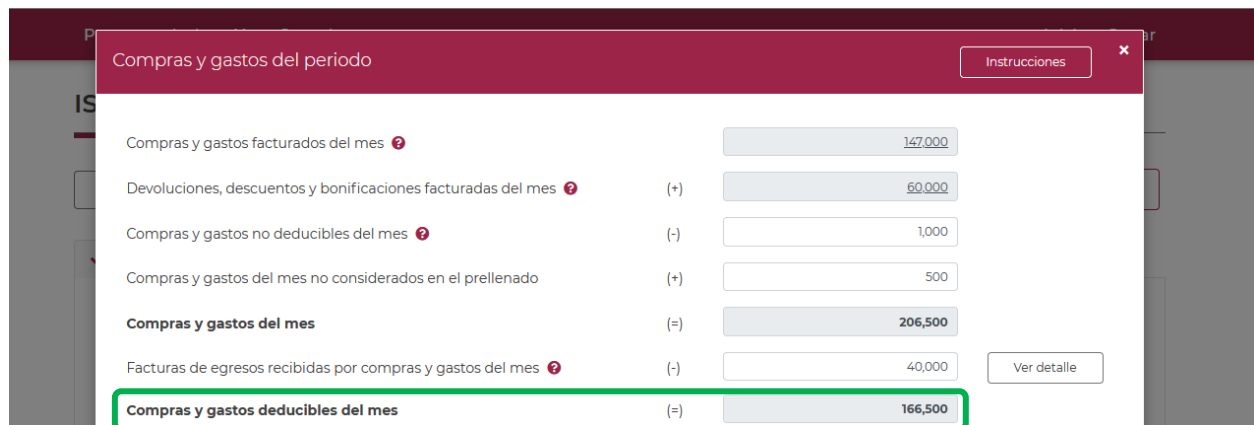 Compras y gastos del periodo Instrucciones ×
IS
Compras y gastos facturados del mes ? 147,000
Devoluciones, descuentos y bonificaciones facturadas del mes ? (+) 60,000
Compras y gastos no deducibles del mes ? (-) 1,000
Compras y gastos del mes no considerados en el prellenado (+) 500
Compras y gastos del mes (=) 206,500
Facturas de egresos recibidas por compras y gastos del mes ? (-) 40,000 Ver detalle
Compras y gastos deducibles del mes (=) 166,500